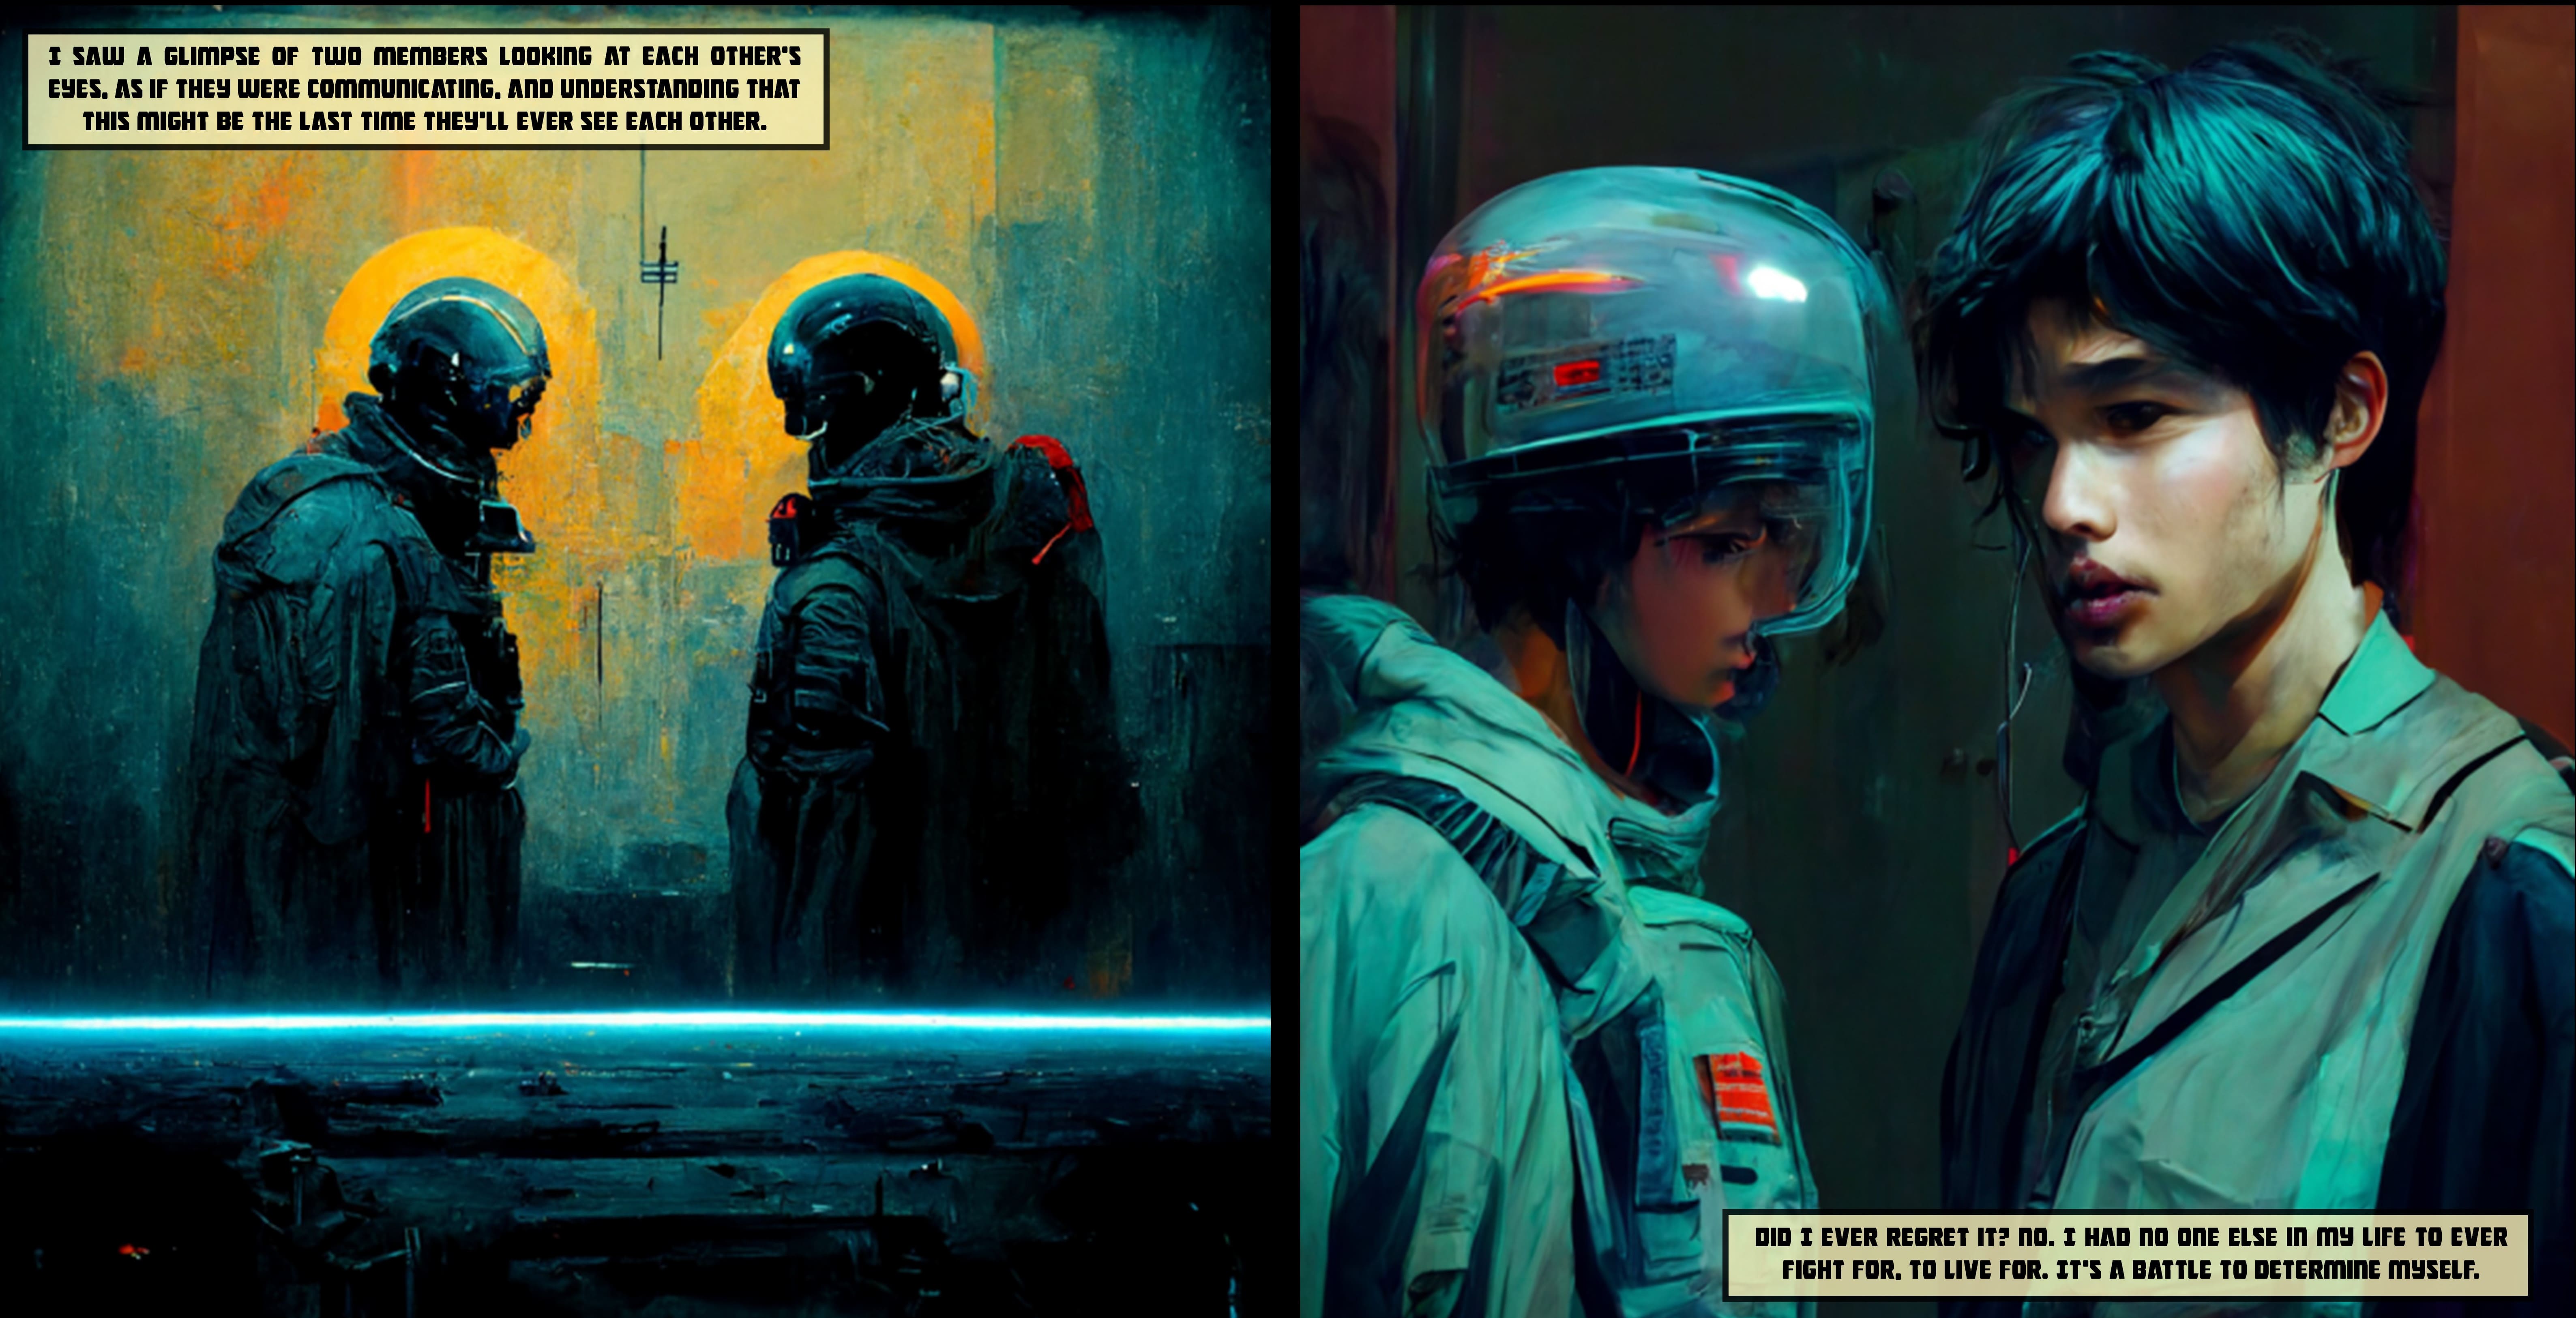 I SAW A GLIMPSE OF TWO MEMBERS LOOKING AT EACH OTHER'S
EYES, AS IF THEY WERE COMMUNICATING, AND UNDERSTANDING THAT
THIS MIGHT BE THE LAST TIME THEY'LL EVER SEE EACH OTHER.
DID I EVER REGRET IT? NO. I HAD NO ONE ELSE IN MY LIFE TO EVER
FIGHT FOR, TO LIVE FOR. IT'S A BATTLE TO DETERMINE MYSELF.